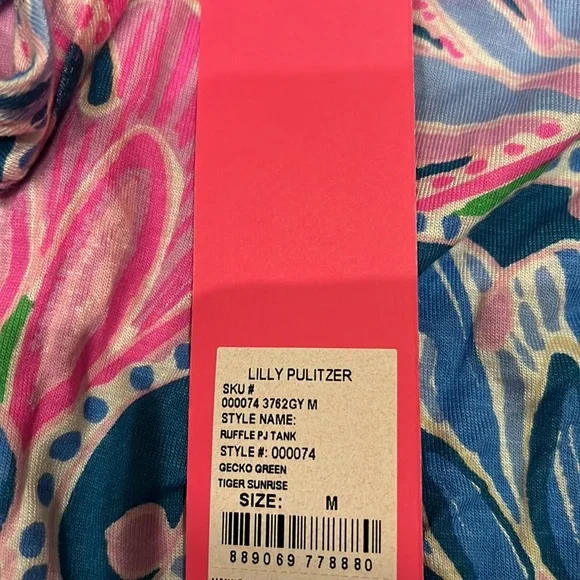 LILLY PULITZER
SKU #
000074 3762GY M
STYLE NAME:
RUFFLE PJ TANK
STYLE #: 000074
GECKO GREEN
TIGER SUNRISE
SIZE: M
889069 778880